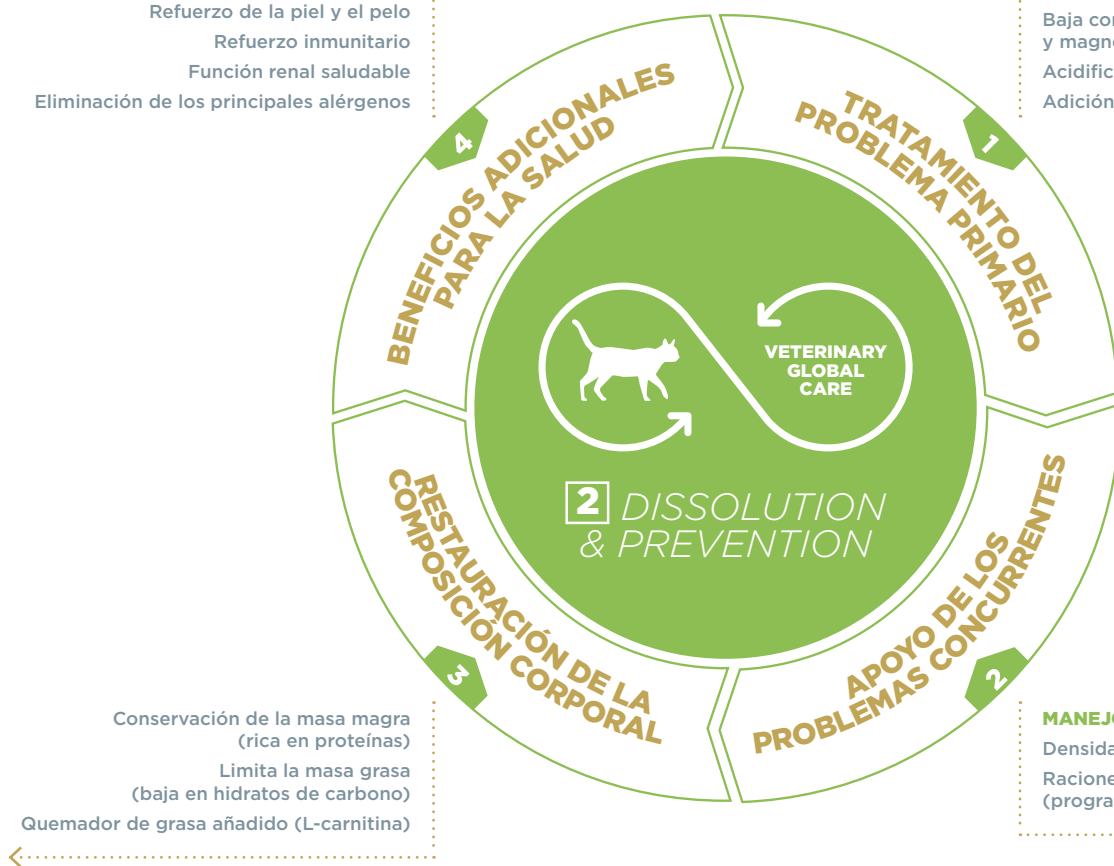 Refuerzo de la piel y el pelo
Refuerzo inmunitario
Función renal saludable
Eliminación de los principales alérgenos
Baja
y
Adición
4
BENEFICIOS ADICIONALES
PARA LA SALUD
1
TRATAMIENTO DEL
PROBLEMA PRIMARIO
VETERINARY
GLOBAL
CARE
2 DISSOLUTION
& PREVENTION
3
RESTAURACIÓN DE LA
COMPOSICIÓN CORPORAL
2
APOYO DE LOS
PROBLEMAS CONCURRENTES
Conservación de la masa magra
(rica en proteínas)
Limita la masa grasa
(baja en hidratos de carbono)
Quemador de grasa añadido (L-carnitina)